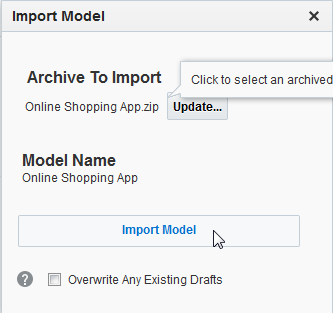 Import Model
Archive To Import
Click to select an archived
Online Shopping App.zip
Update...
Model Name
Online Shopping App
Import Model
Overwrite Any Existing Drafts